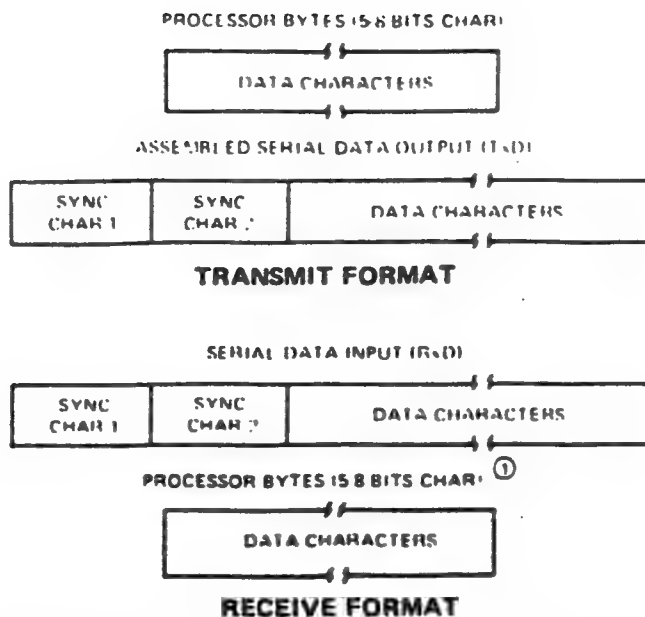 PROCESSOR BYTES (5-8 BITS CHAR)
DATA CHARACTERS
ASSEMBLED SERIAL DATA OUTPUT (TxD)
SYNC CHAR 1
SYNC CHAR 2
DATA CHARACTERS
TRANSMIT FORMAT
SERIAL DATA INPUT (RxD)
SYNC CHAR 1
SYNC CHAR 2
DATA CHARACTERS
PROCESSOR BYTES (5-8 BITS CHAR) ①
DATA CHARACTERS
RECEIVE FORMAT